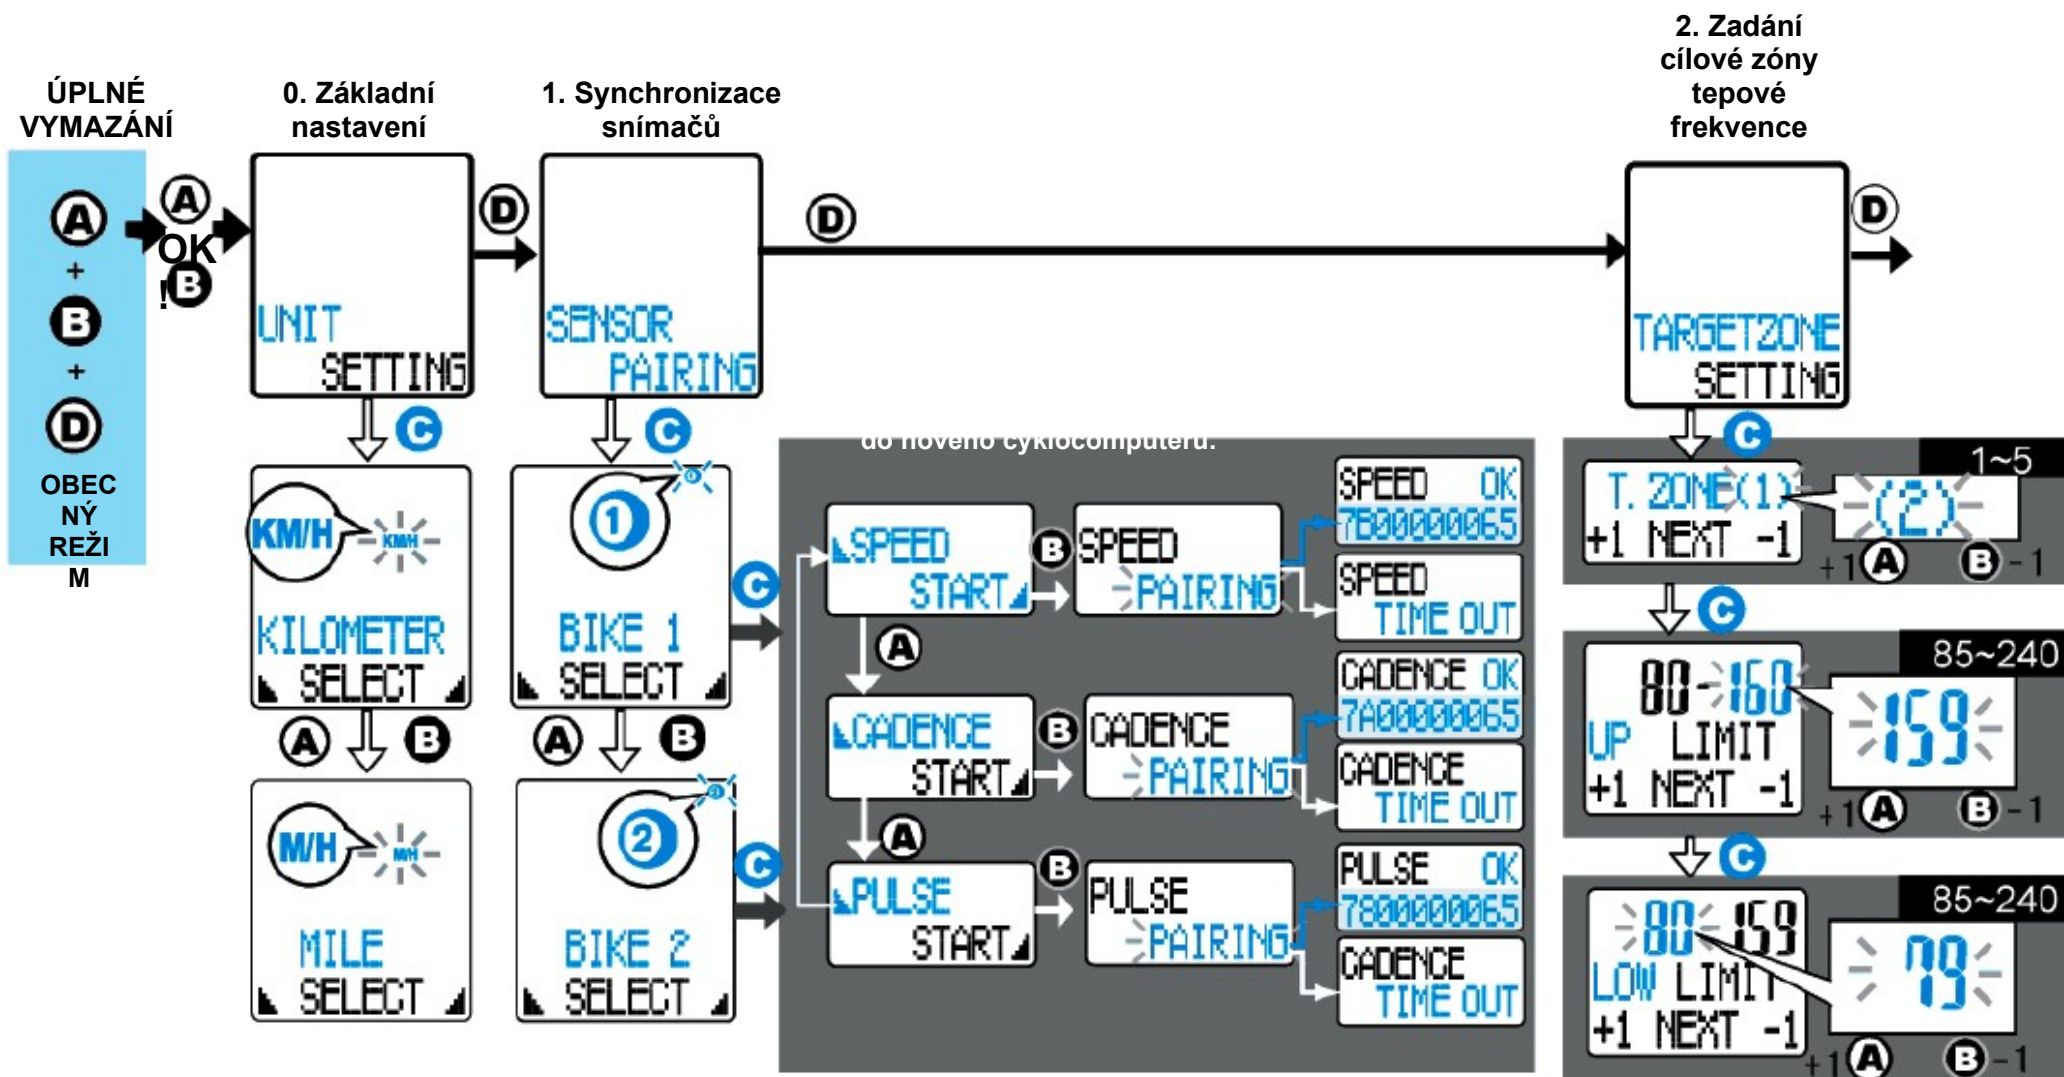 ÚPLNÉ
VYMAZÁNÍ
A
+
B
+
D
OBEC
NÝ
REŽI
M
A
OK
!B
0. Základní
nastavení
UNIT
SETTING
C
KM/H KM/H
KILOMETER
SELECT
A B
M/H M/H
MILE
SELECT
D
1. Synchronizace
snímačů
SENSOR
PAIRING
C
1
BIKE 1
SELECT
A B
2
BIKE 2
SELECT
C
C
D
do nového cyklocomputeru.
SPEED
START
B
SPEED
PAIRING
SPEED OK
7B00000065
SPEED
TIME OUT
A
CADENCE
START
B
CADENCE
PAIRING
CADENCE OK
7A00000065
CADENCE
TIME OUT
A
PULSE
START
B
PULSE
PAIRING
PULSE OK
7800000065
CADENCE
TIME OUT
2. Zadání
cílové zóny
tepové
frekvence
TARGETZONE
SETTING
D
C
1~5
T. ZONE(1)
+1 NEXT -1
(2)
+1 A B -1
C
85~240
80-160
UP LIMIT
+1 NEXT -1
159
+1 A B -1
C
85~240
80 159
LOW LIMIT
+1 NEXT -1
79
+1 A B -1